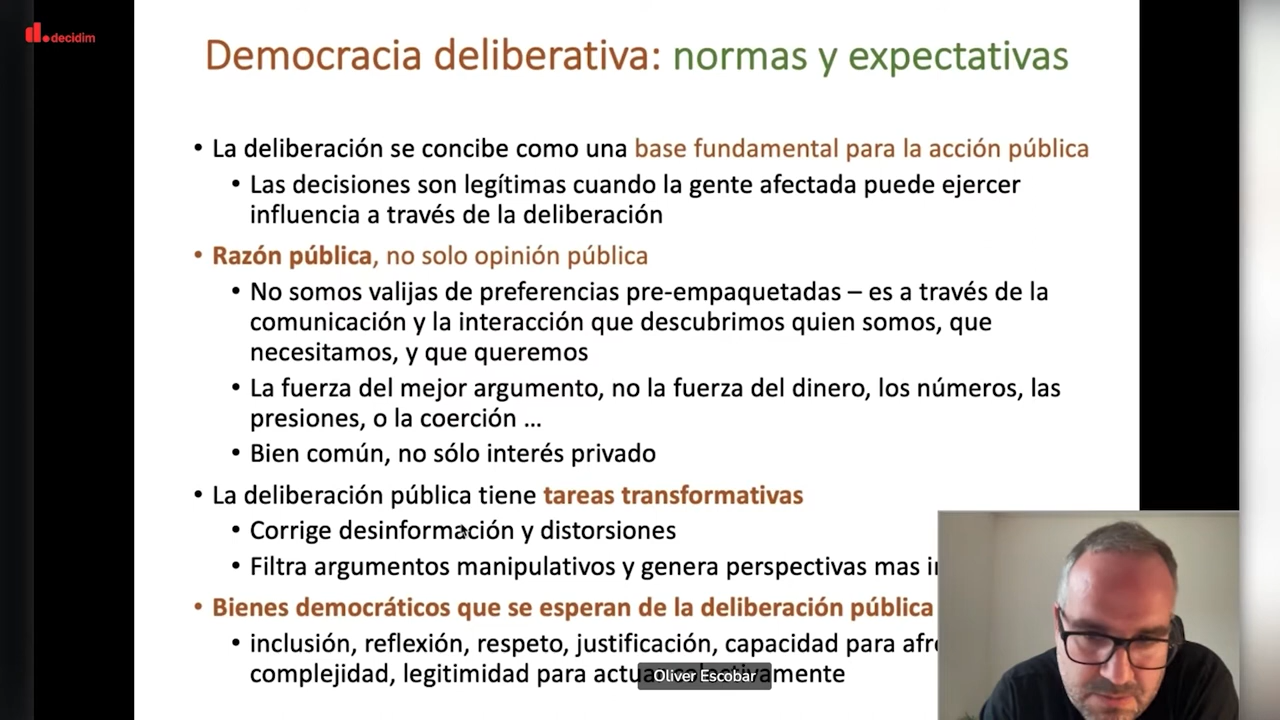 decidim
Democracia deliberativa: normas y expectativas
• La deliberación se concibe como una base fundamental para la acción pública
• Las decisiones son legítimas cuando la gente afectada puede ejercer
influencia a través de la deliberación
• Razón pública, no solo opinión pública
• No somos valijas de preferencias pre-empaquetadas – es a través de la
comunicación y la interacción que descubrimos quien somos, que
necesitamos, y que queremos
• La fuerza del mejor argumento, no la fuerza del dinero, los números, las
presiones, o la coerción ...
• Bien común, no sólo interés privado
• La deliberación pública tiene tareas transformativas
• Corrige desinformación y distorsiones
• Filtra argumentos manipulativos y genera perspectivas mas
• Bienes democráticos que se esperan de la deliberación pública
• inclusión, reflexión, respeto, justificación, capacidad para
complejidad, legitimidad para
Oliver Escobar